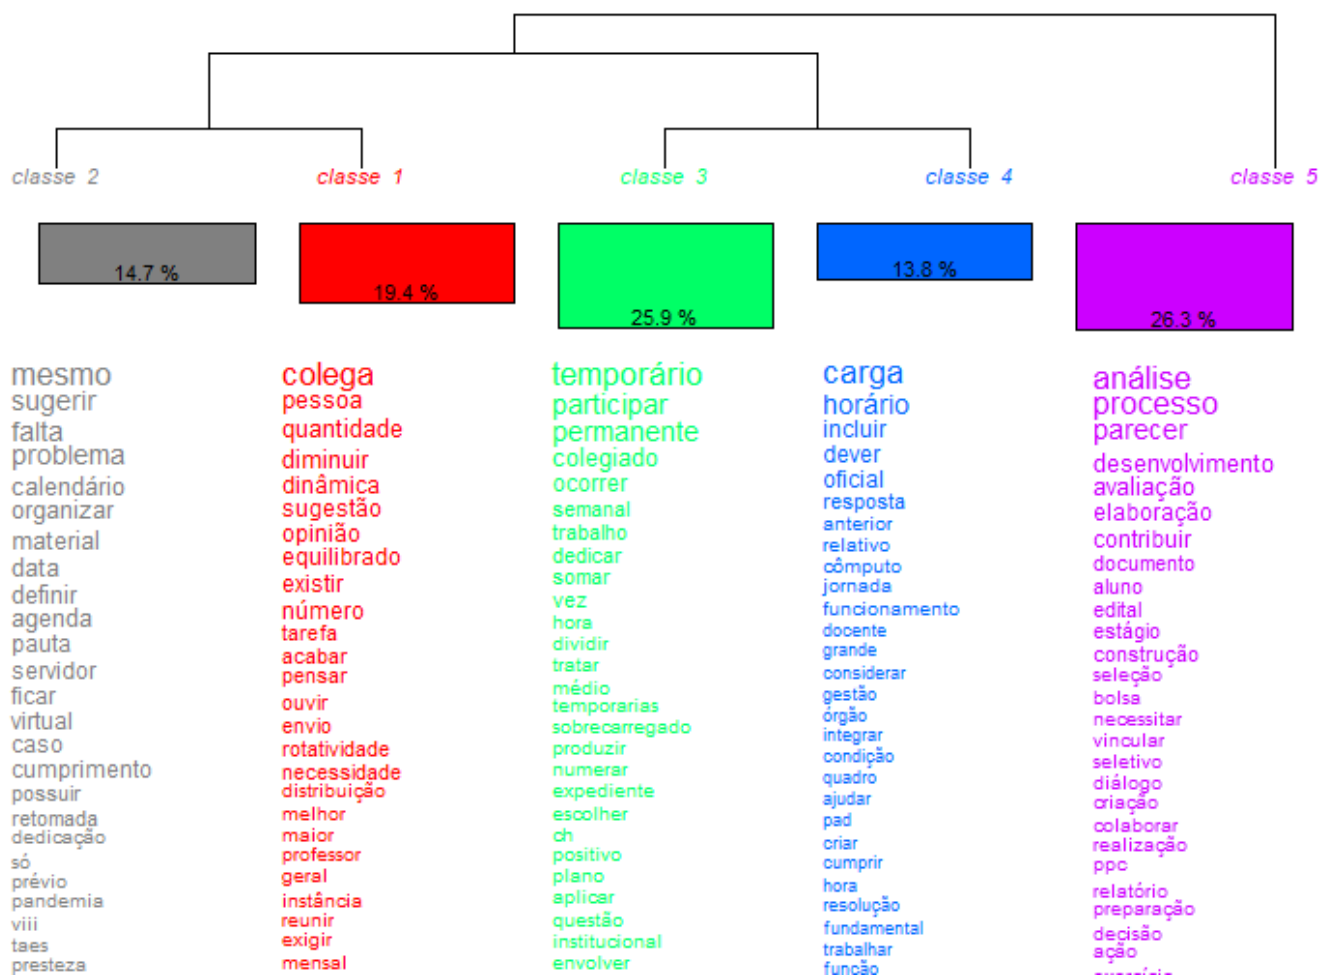 classe 2
classe 1
classe 3
classe 4
classe 5
14.7 %
19.4 %
25.9 %
13.8 %
26.3 %
mesmo
sugerir
falta
problema
calendário
organizar
material
data
definir
agenda
pauta
servidor
ficar
virtual
caso
cumprimento
possuir
retomada
dedicação
só
prévio
pandemia
viii
taes
presteza
colega
pessoa
quantidade
diminuir
dinâmica
sugestão
opinião
equilibrado
existir
número
tarefa
acabar
pensar
ouvir
envio
rotatividade
necessidade
distribuição
melhor
maior
professor
geral
instância
reunir
exigir
mensal
temporário
participar
permanente
colegiado
ocorrer
semanal
trabalho
dedicar
somar
vez
hora
dividir
tratar
médio
temporarias
sobrecarregado
produzir
numerar
expediente
escolher
ch
positivo
plano
aplicar
questão
institucional
envolver
carga
horário
incluir
dever
oficial
resposta
anterior
relativo
cômputo
jornada
funcionamento
docente
grande
considerar
gestão
órgão
integrar
condição
quadro
ajudar
pad
criar
cumprir
hora
resolução
fundamental
trabalhar
função
análise
processo
parecer
desenvolvimento
avaliação
elaboração
contribuir
documento
aluno
edital
estágio
construção
seleção
bolsa
necessitar
vincular
seletivo
diálogo
criação
colaborar
realização
ppc
relatório
preparação
decisão
ação